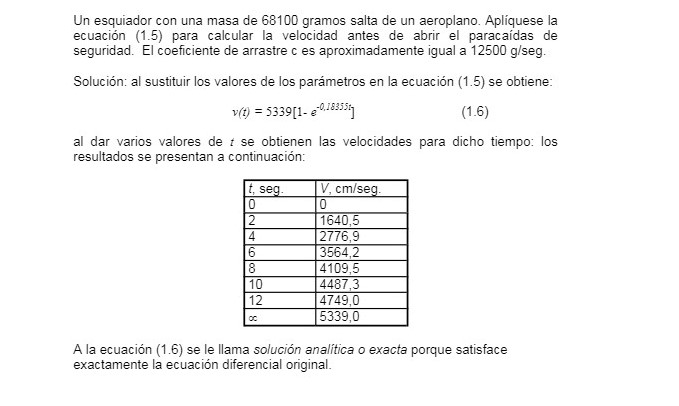 Un esquiador con una masa de 68100 gramos salta de un aeroplano. Aplíquese la
ecuación (1.5) para calcular la velocidad antes de abrir el paracaídas de
seguridad. El coeficiente de arrastre c es aproximadamente igual a 12500 g/seg.
Solución: al sustituir los valores de los parámetros en la ecuación (1.5) se obtiene:
v(t) = 5339[1- e^-0,18355t] (1.6)
al dar varios valores de t se obtienen las velocidades para dicho tiempo: los
resultados se presentan a continuación:
t, seg. V, cm/seg.
0 0
2 1640,5
4 2776,9
6 3564,2
8 4109,5
10 4487,3
12 4749,0
∝ 5339,0
A la ecuación (1.6) se le llama solución analítica o exacta porque satisface
exactamente la ecuación diferencial original.